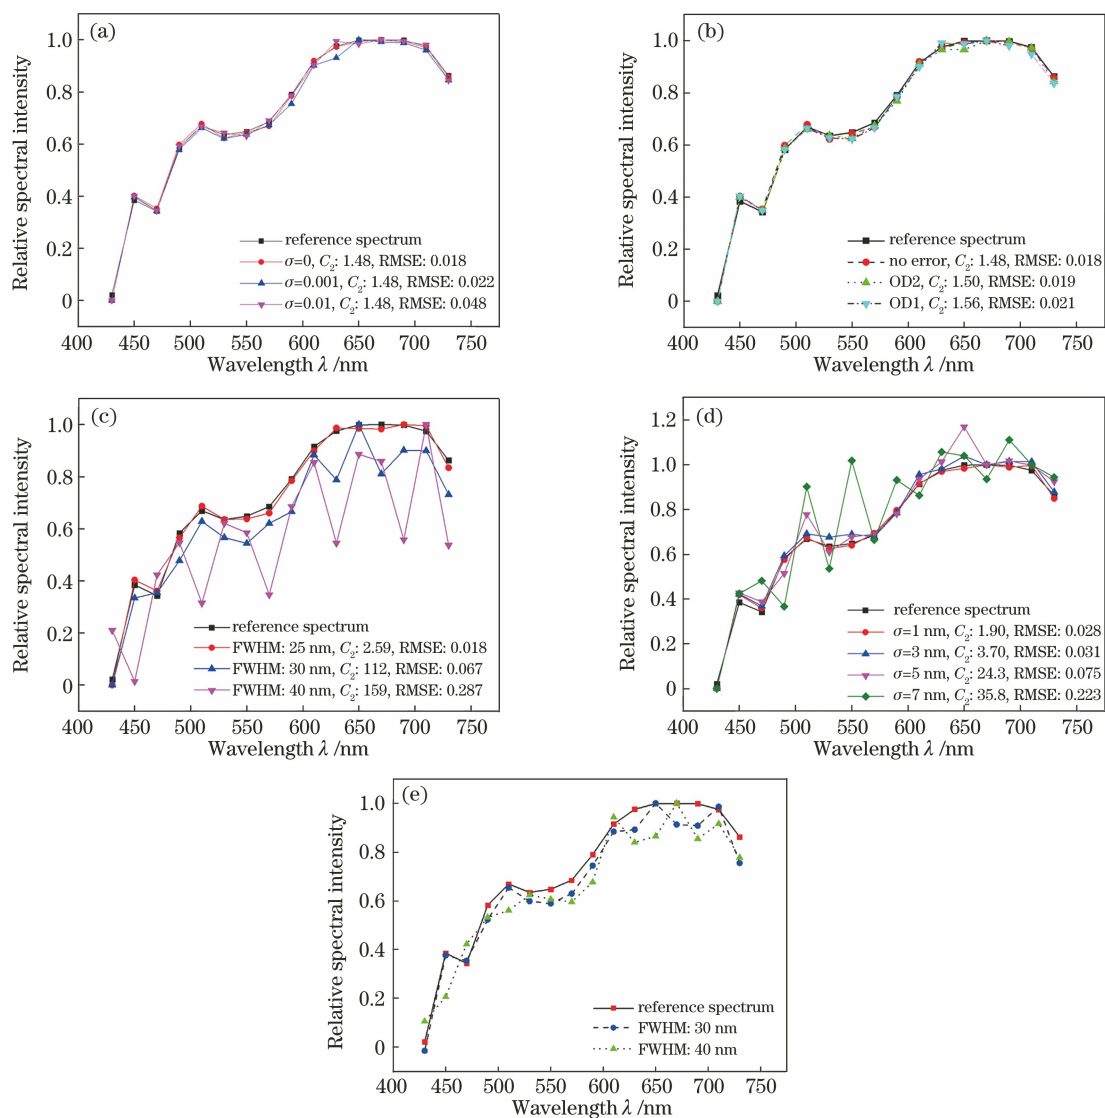 (a)
Relative spectral intensity
1.0
0.8
0.6
0.4
0.2
0
reference spectrum
σ=0, C₂: 1.48, RMSE: 0.018
σ=0.001, C₂: 1.48, RMSE: 0.022
σ=0.01, C₂: 1.48, RMSE: 0.048
400 450 500 550 600 650 700 750
Wavelength λ /nm
(b)
Relative spectral intensity
1.0
0.8
0.6
0.4
0.2
0
reference spectrum
no error, C₂: 1.48, RMSE: 0.018
OD2, C₂: 1.50, RMSE: 0.019
OD1, C₂: 1.56, RMSE: 0.021
400 450 500 550 600 650 700 750
Wavelength λ /nm
(c)
Relative spectral intensity
1.0
0.8
0.6
0.4
0.2
0
reference spectrum
FWHM: 25 nm, C₂: 2.59, RMSE: 0.018
FWHM: 30 nm, C₂: 112, RMSE: 0.067
FWHM: 40 nm, C₂: 159, RMSE: 0.287
400 450 500 550 600 650 700 750
Wavelength λ /nm
(d)
Relative spectral intensity
1.2
1.0
0.8
0.6
0.4
0.2
0
reference spectrum
σ=1 nm, C₂: 1.90, RMSE: 0.028
σ=3 nm, C₂: 3.70, RMSE: 0.031
σ=5 nm, C₂: 24.3, RMSE: 0.075
σ=7 nm, C₂: 35.8, RMSE: 0.223
400 450 500 550 600 650 700 750
Wavelength λ /nm
(e)
Relative spectral intensity
1.0
0.8
0.6
0.4
0.2
0
reference spectrum
FWHM: 30 nm
FWHM: 40 nm
400 450 500 550 600 650 700 750
Wavelength λ /nm